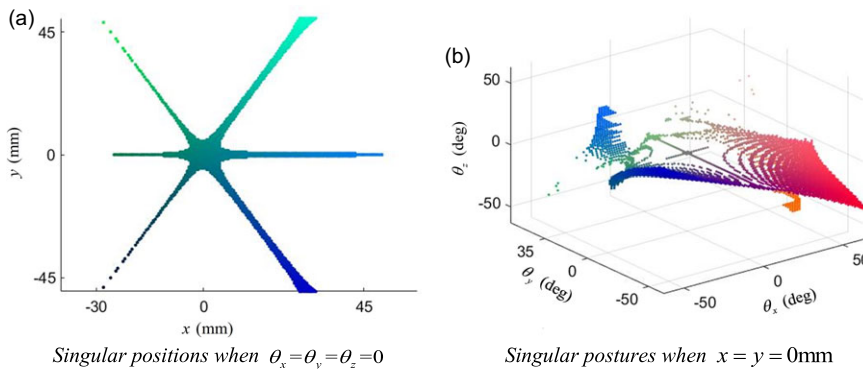 (a)
45
0
-45
y (mm)
-30
0
45
x (mm)
Singular positions when θx=θy=θz=0
(b)
50
0
-50
θz (deg)
35
0
-50
θy (deg)
-50
0
50
θx (deg)
Singular postures when x = y = 0mm